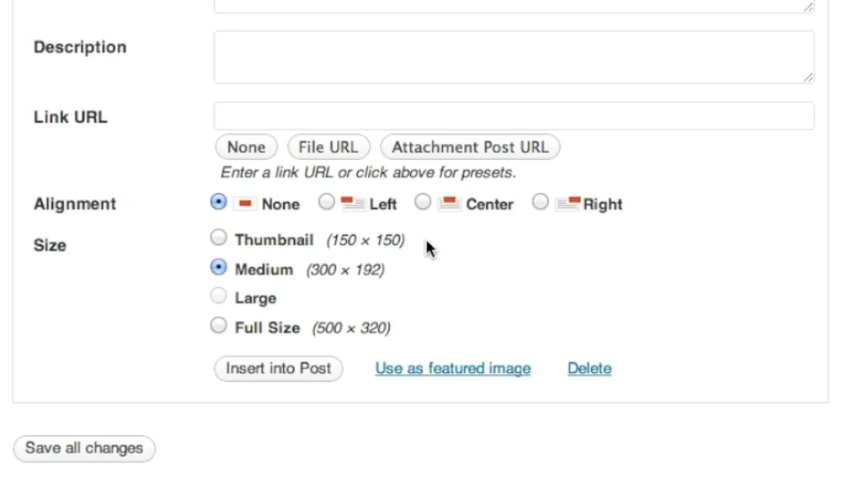 Description
Link URL
None File URL Attachment Post URL
Enter a link URL or click above for presets.
Alignment None Left Center Right
Size Thumbnail (150 × 150)
Medium (300 × 192)
Large
Full Size (500 × 320)
Insert into Post Use as featured image Delete
Save all changes